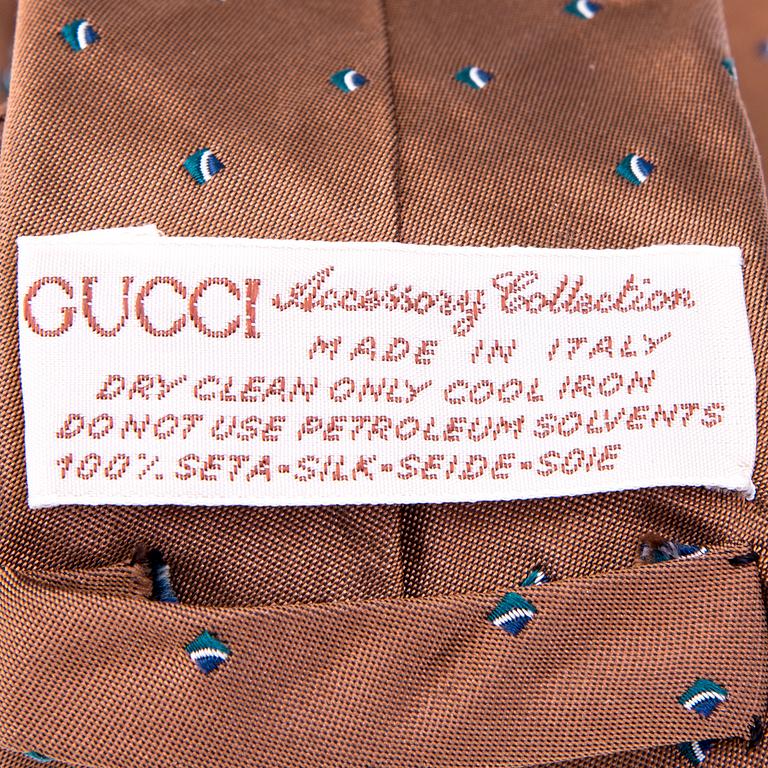 GUCCI Accessory Collection
MADE IN ITALY
DRY CLEAN ONLY COOL IRON
DO NOT USE PETROLEUM SOLVENTS
100% SETA-SILK-SEIDE-SOIE